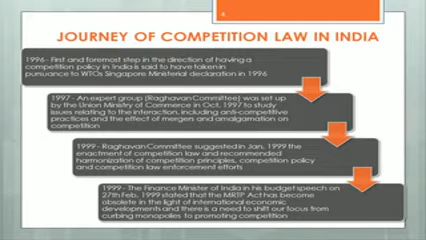 4
JOURNEY OF COMPETITION LAW IN INDIA
1996- First and foremost step in the direction of having a
competition policy in India is said to have taken in
pursuance to WTOs Singapore Ministerial declaration in 1996
1997 - An expert group (Raghavan Committee) was set up
by the Union Ministry of Commerce in Oct, 1997 to study
issues relating to the interaction, including anti-competitive
practices and the effect of mergers and amalgamation on
competition
1999 - Raghavan Committee suggested in Jan. 1999 the
enactment of competition law and recommended
harmonization of competition principles, competition policy
and competition law enforcement efforts
1999 - The Finance Minister of India in his budget speech on
27th Feb, 1999 stated that the MRTP Act has become
obsolete in the light of international economic
developments and there is a need to shift our focus from
curbing monopolies to promoting competition